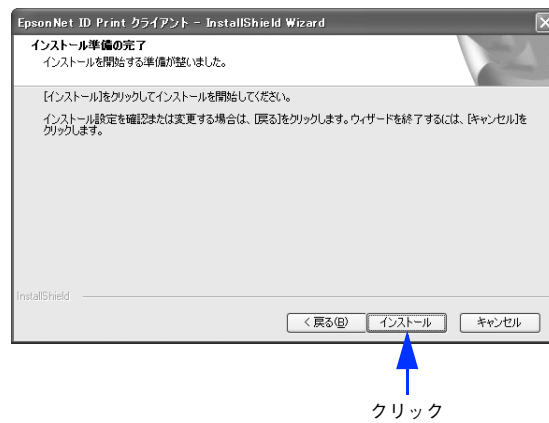 EpsonNet ID Print クライアント - InstallShield Wizard
インストール準備の完了
インストールを開始する準備が整いました。
[インストール]をクリックしてインストールを開始してください。
インストール設定を確認または変更する場合は、[戻る]をクリックします。ウィザードを終了するには、[キャンセル]を
クリックします。
InstallShield
< 戻る(B) インストール キャンセル
クリック